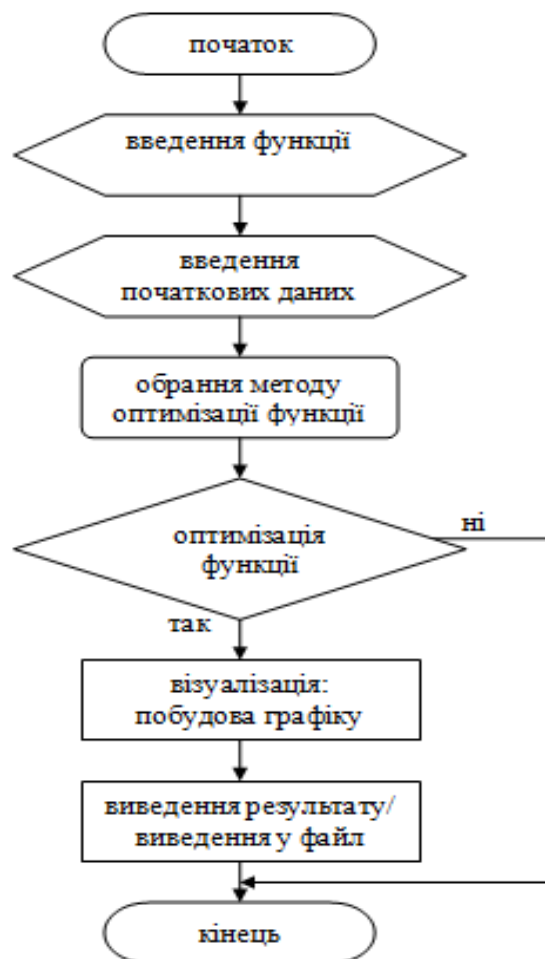 початок
введення функції
введення
початкових даних
обрання методу
оптимізації функції
оптимізація
функції
ні
так
візуалізація:
побудова графіку
виведення результату/
виведення у файл
кінець